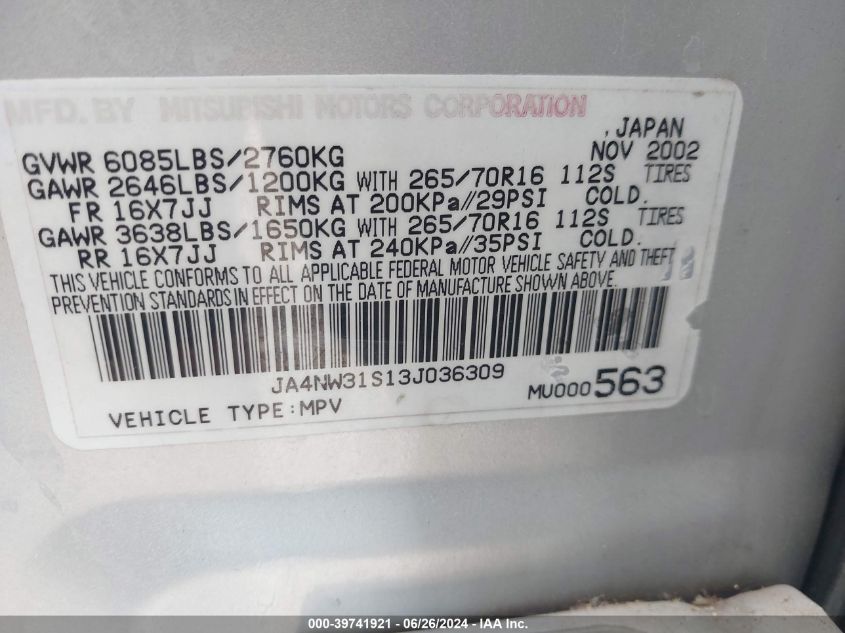 MFD. BY MITSUBISHI MOTORS CORPORATION
, JAPAN
GVWR 6085LBS/2760KG NOV 2002
GAWR 2646LBS/1200KG WITH 265/70R16 112S TIRES
FR 16X7JJ RIMS AT 200KPa//29PSI COLD.
GAWR 3638LBS/1650KG WITH 265/70R16 112S TIRES
RR 16X7JJ RIMS AT 240KPa//35PSI COLD.
THIS VEHICLE CONFORMS TO ALL APPLICABLE FEDERAL MOTOR VEHICLE SAFETY AND THEFT
PREVENTION STANDARDS IN EFFECT ON THE DATE OF MANUFACTURE SHOWN ABOVE.
JA4NW31S13J036309
MU000563
VEHICLE TYPE:MPV
000-39741921 / 06/26/2024 - IAA Inc.